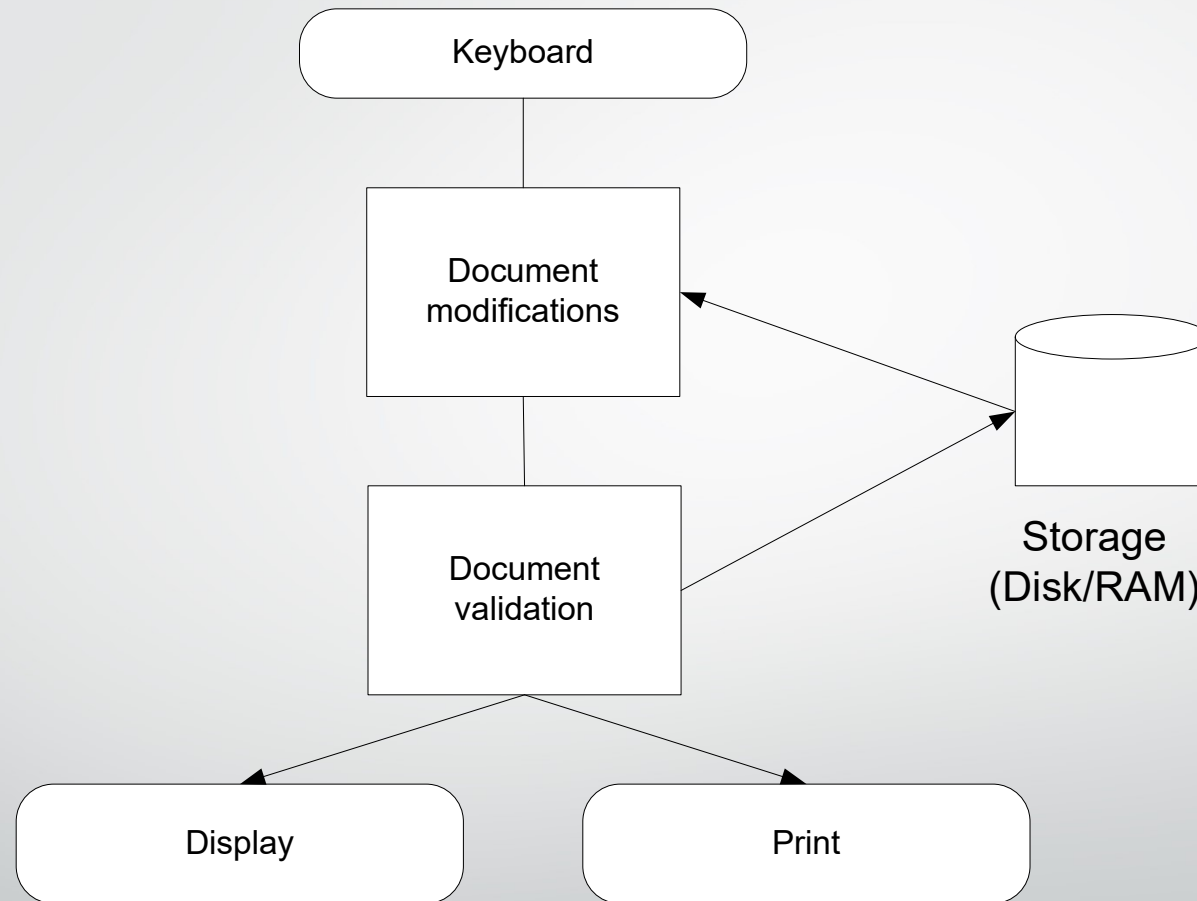 Keyboard
Document
modifications
Storage
(Disk/RAM)
Document
validation
Display
Print